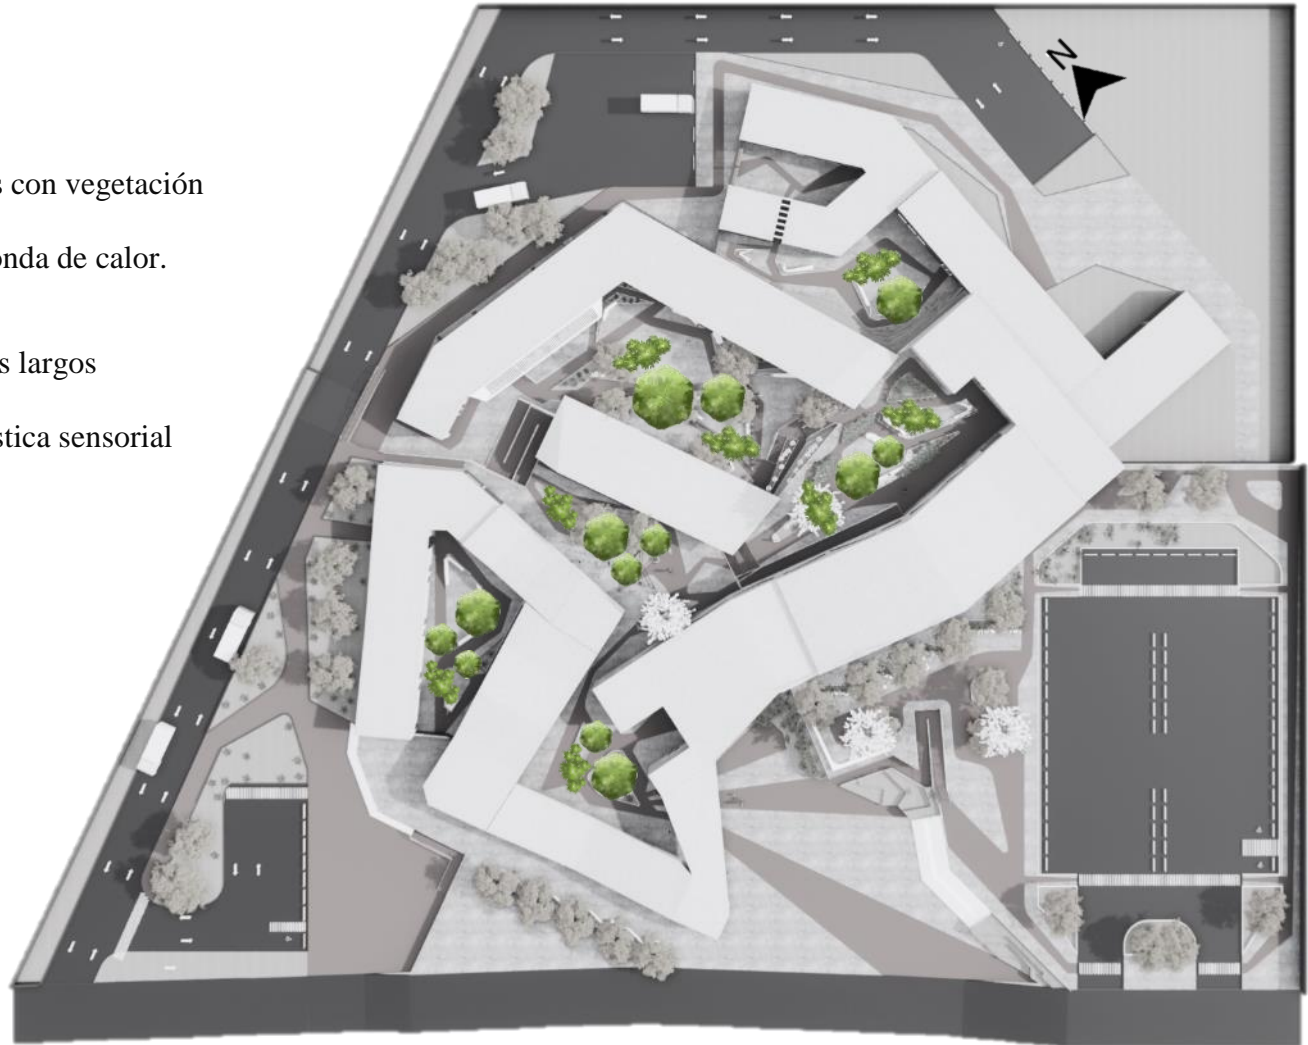 N
s con vegetación
onda de calor.
s largos
stica sensorial